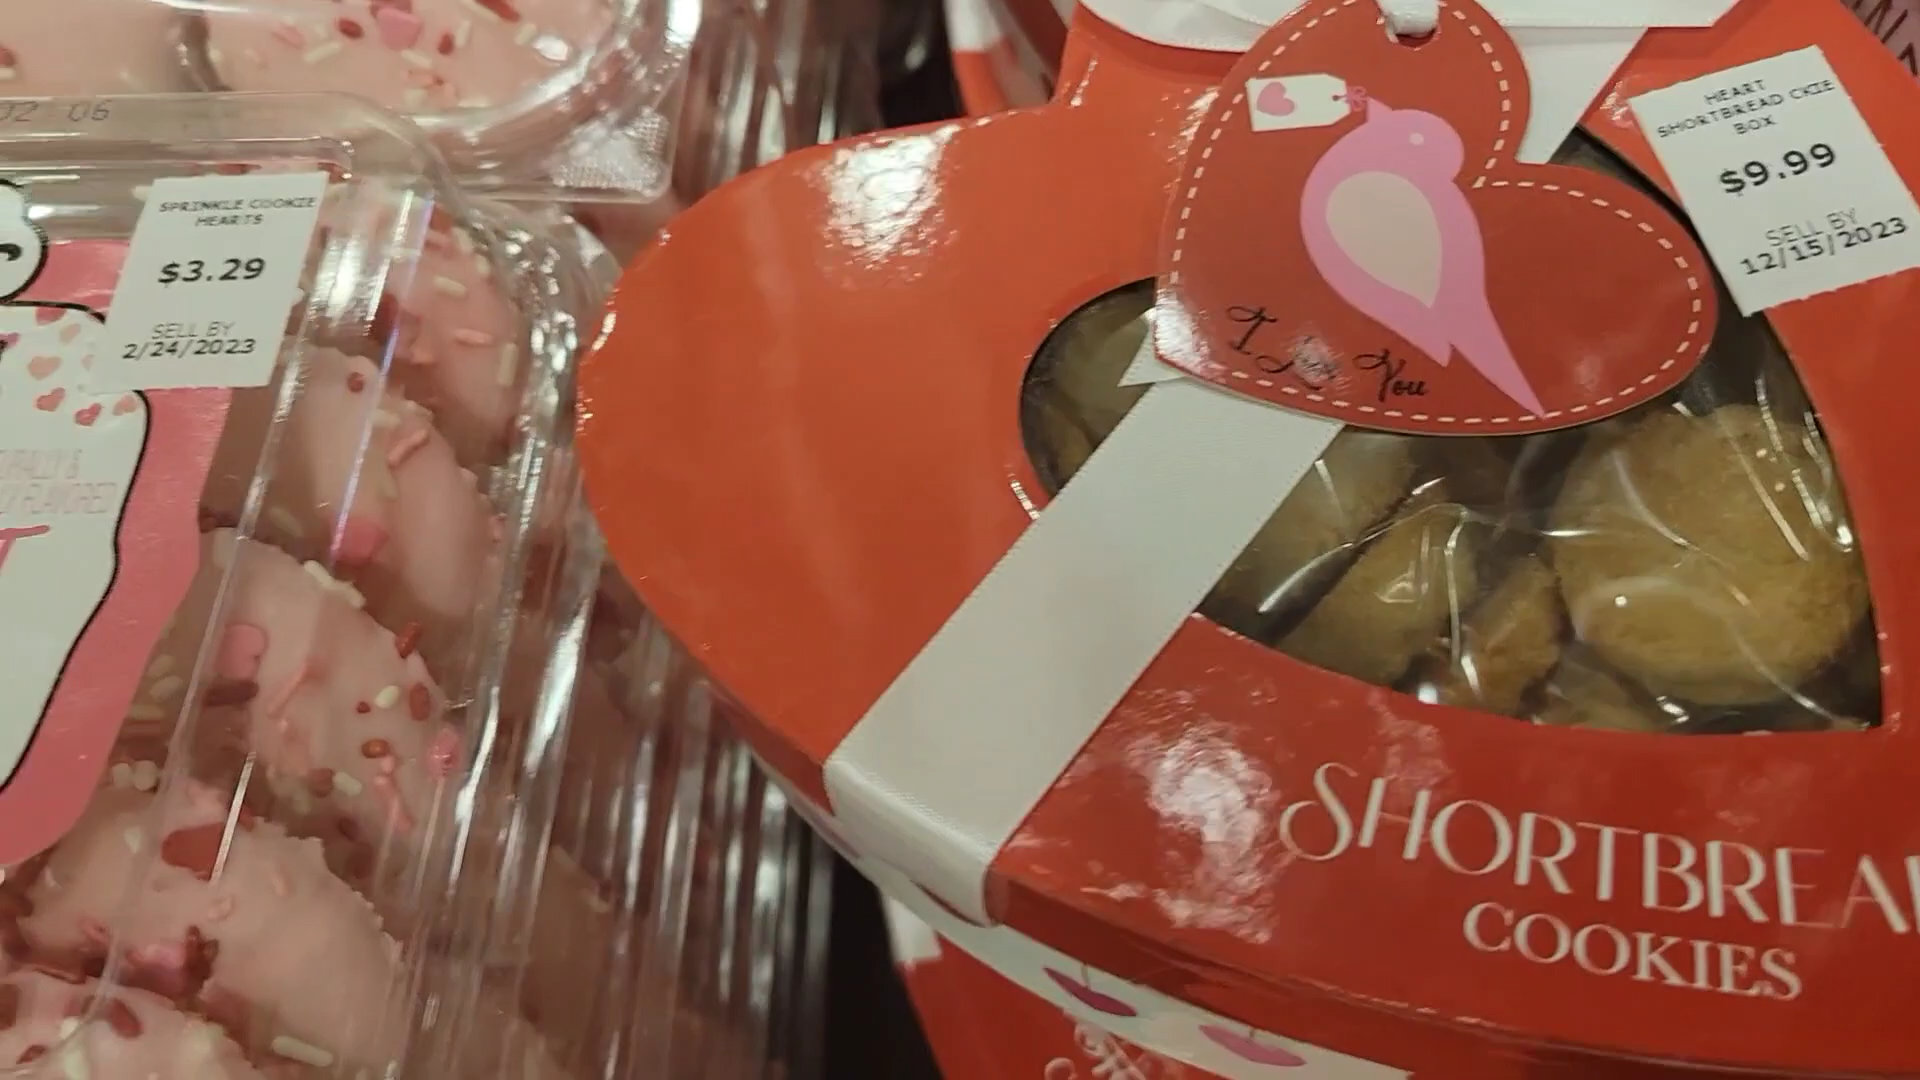 02 06
SPRINKLE COOKIE
HEARTS
$3.29
SELL BY
2/24/2023
I Love You
HEART
SHORTBREAD CKIE
BOX
$9.99
SELL BY
12/15/2023
SHORTBREA
COOKIES